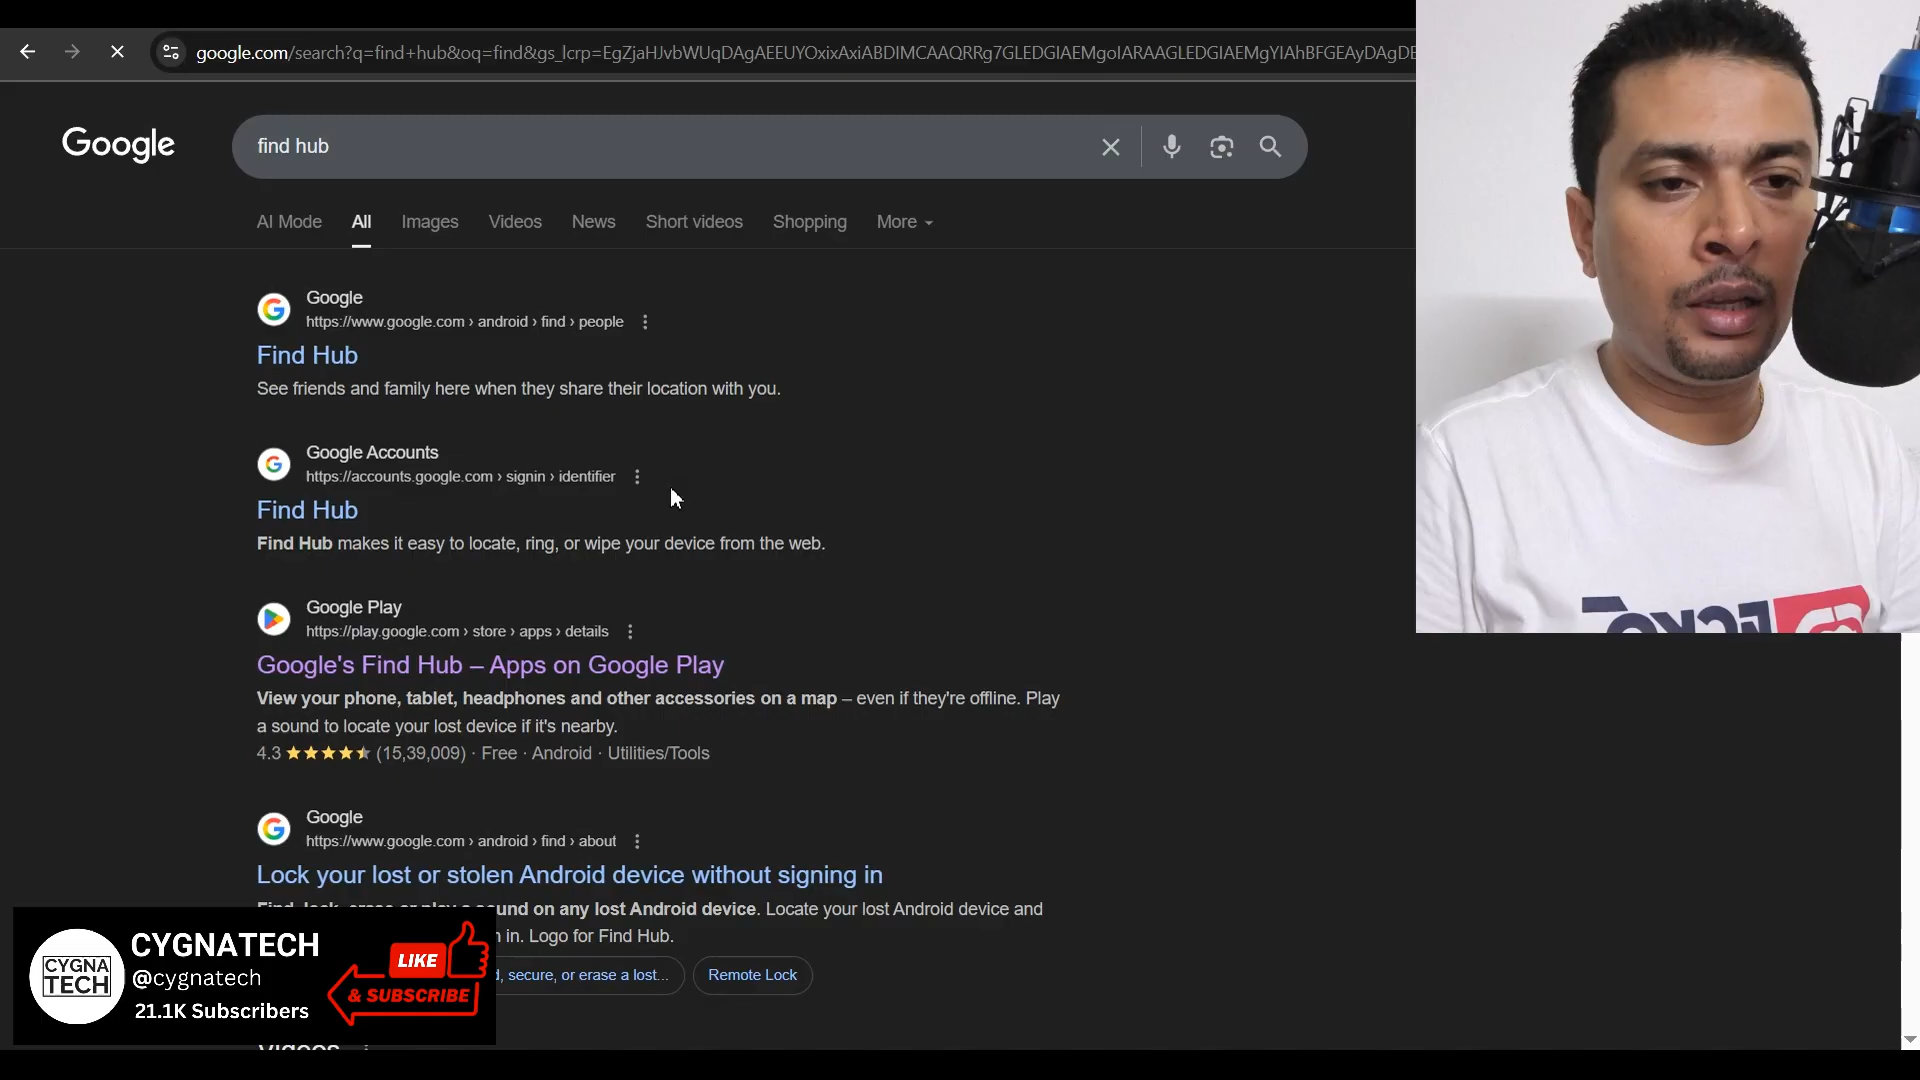 google.com/search?q=find+hub&oq=find&gs_lcrp=EgZjaHJvbWUqDAgAEEUYOxixAxiABDIMCAAQRRg7GLEDGIAEMgoIARAAGLEDGIAEMgYIAhBFGEAyDAgDE
Google
find hub
AI Mode
All
Images
Videos
News
Short videos
Shopping
More
Google
https://www.google.com › android › find › people
Find Hub
See friends and family here when they share their location with you.
Google Accounts
https://accounts.google.com › signin › identifier
Find Hub
Find Hub makes it easy to locate, ring, or wipe your device from the web.
Google Play
https://play.google.com › store › apps › details
Google's Find Hub – Apps on Google Play
View your phone, tablet, headphones and other accessories on a map – even if they're offline. Play
a sound to locate your lost device if it's nearby.
4.3 ★★★★⯪ (15,39,009) · Free · Android · Utilities/Tools
Google
https://www.google.com › android › find › about
Lock your lost or stolen Android device without signing in
sound on any lost Android device. Locate your lost Android device and
in. Logo for Find Hub.
, secure, or erase a lost...
Remote Lock
Videos
CYGNA
TECH
CYGNATECH
@cygnatech
21.1K Subscribers
LIKE
& SUBSCRIBE